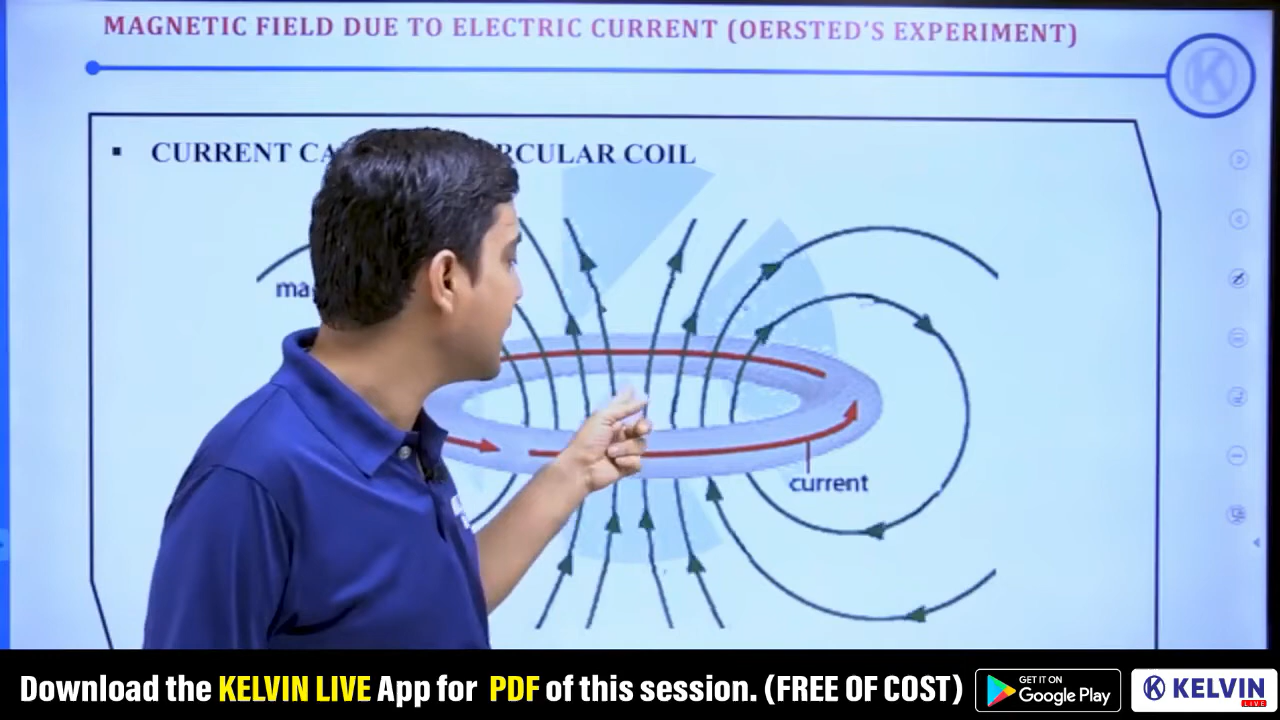 MAGNETIC FIELD DUE TO ELECTRIC CURRENT (OERSTED'S EXPERIMENT)
K
▪ CURRENT CA RCULAR COIL
ma
current
Download the KELVIN LIVE App for PDF of this session. (FREE OF COST)
GET IT ON
Google Play
K KELVIN
LIVE